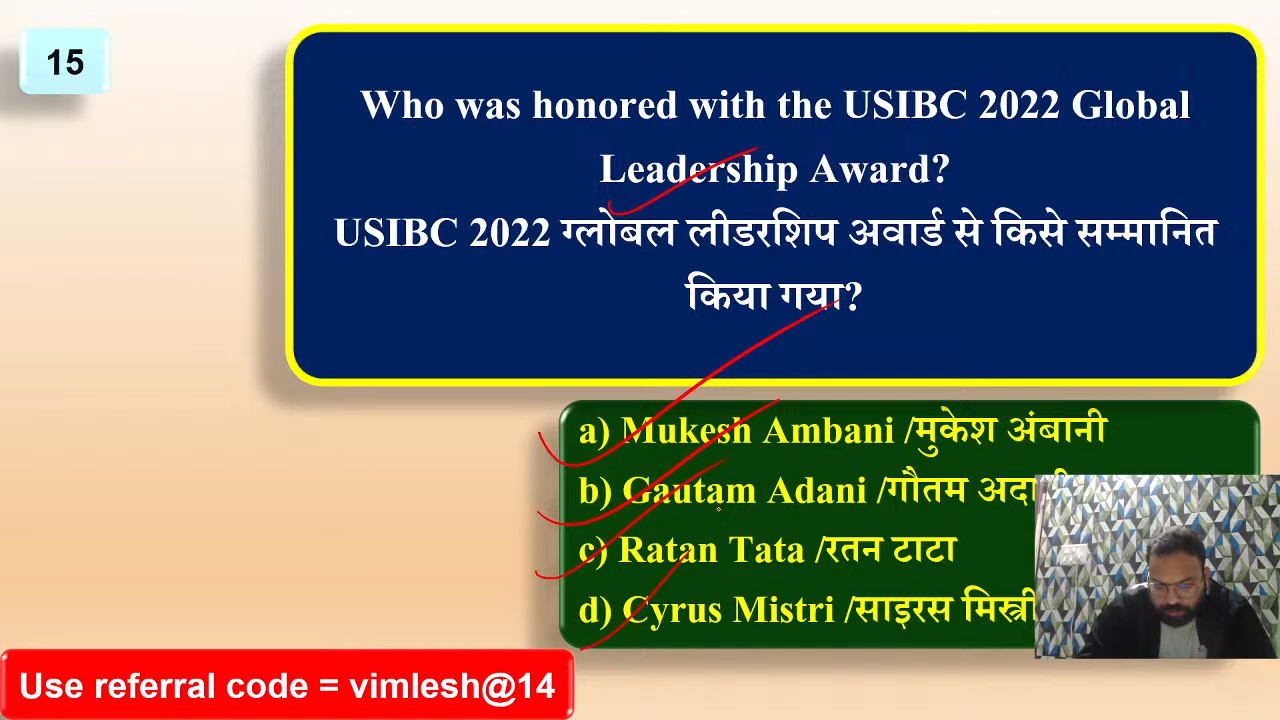 15
Who was honored with the USIBC 2022 Global
Leadership Award?
USIBC 2022 ग्लोबल लीडरशिप अवार्ड से किसे सम्मानित
किया गया?
a) Mukesh Ambani /मुकेश अंबानी
b) Gautam Adani /गौतम
c) Ratan Tata /रतन टाटा
d) Cyrus Mistri /साइरस मिस्त्री
Use referral code = vimlesh@14